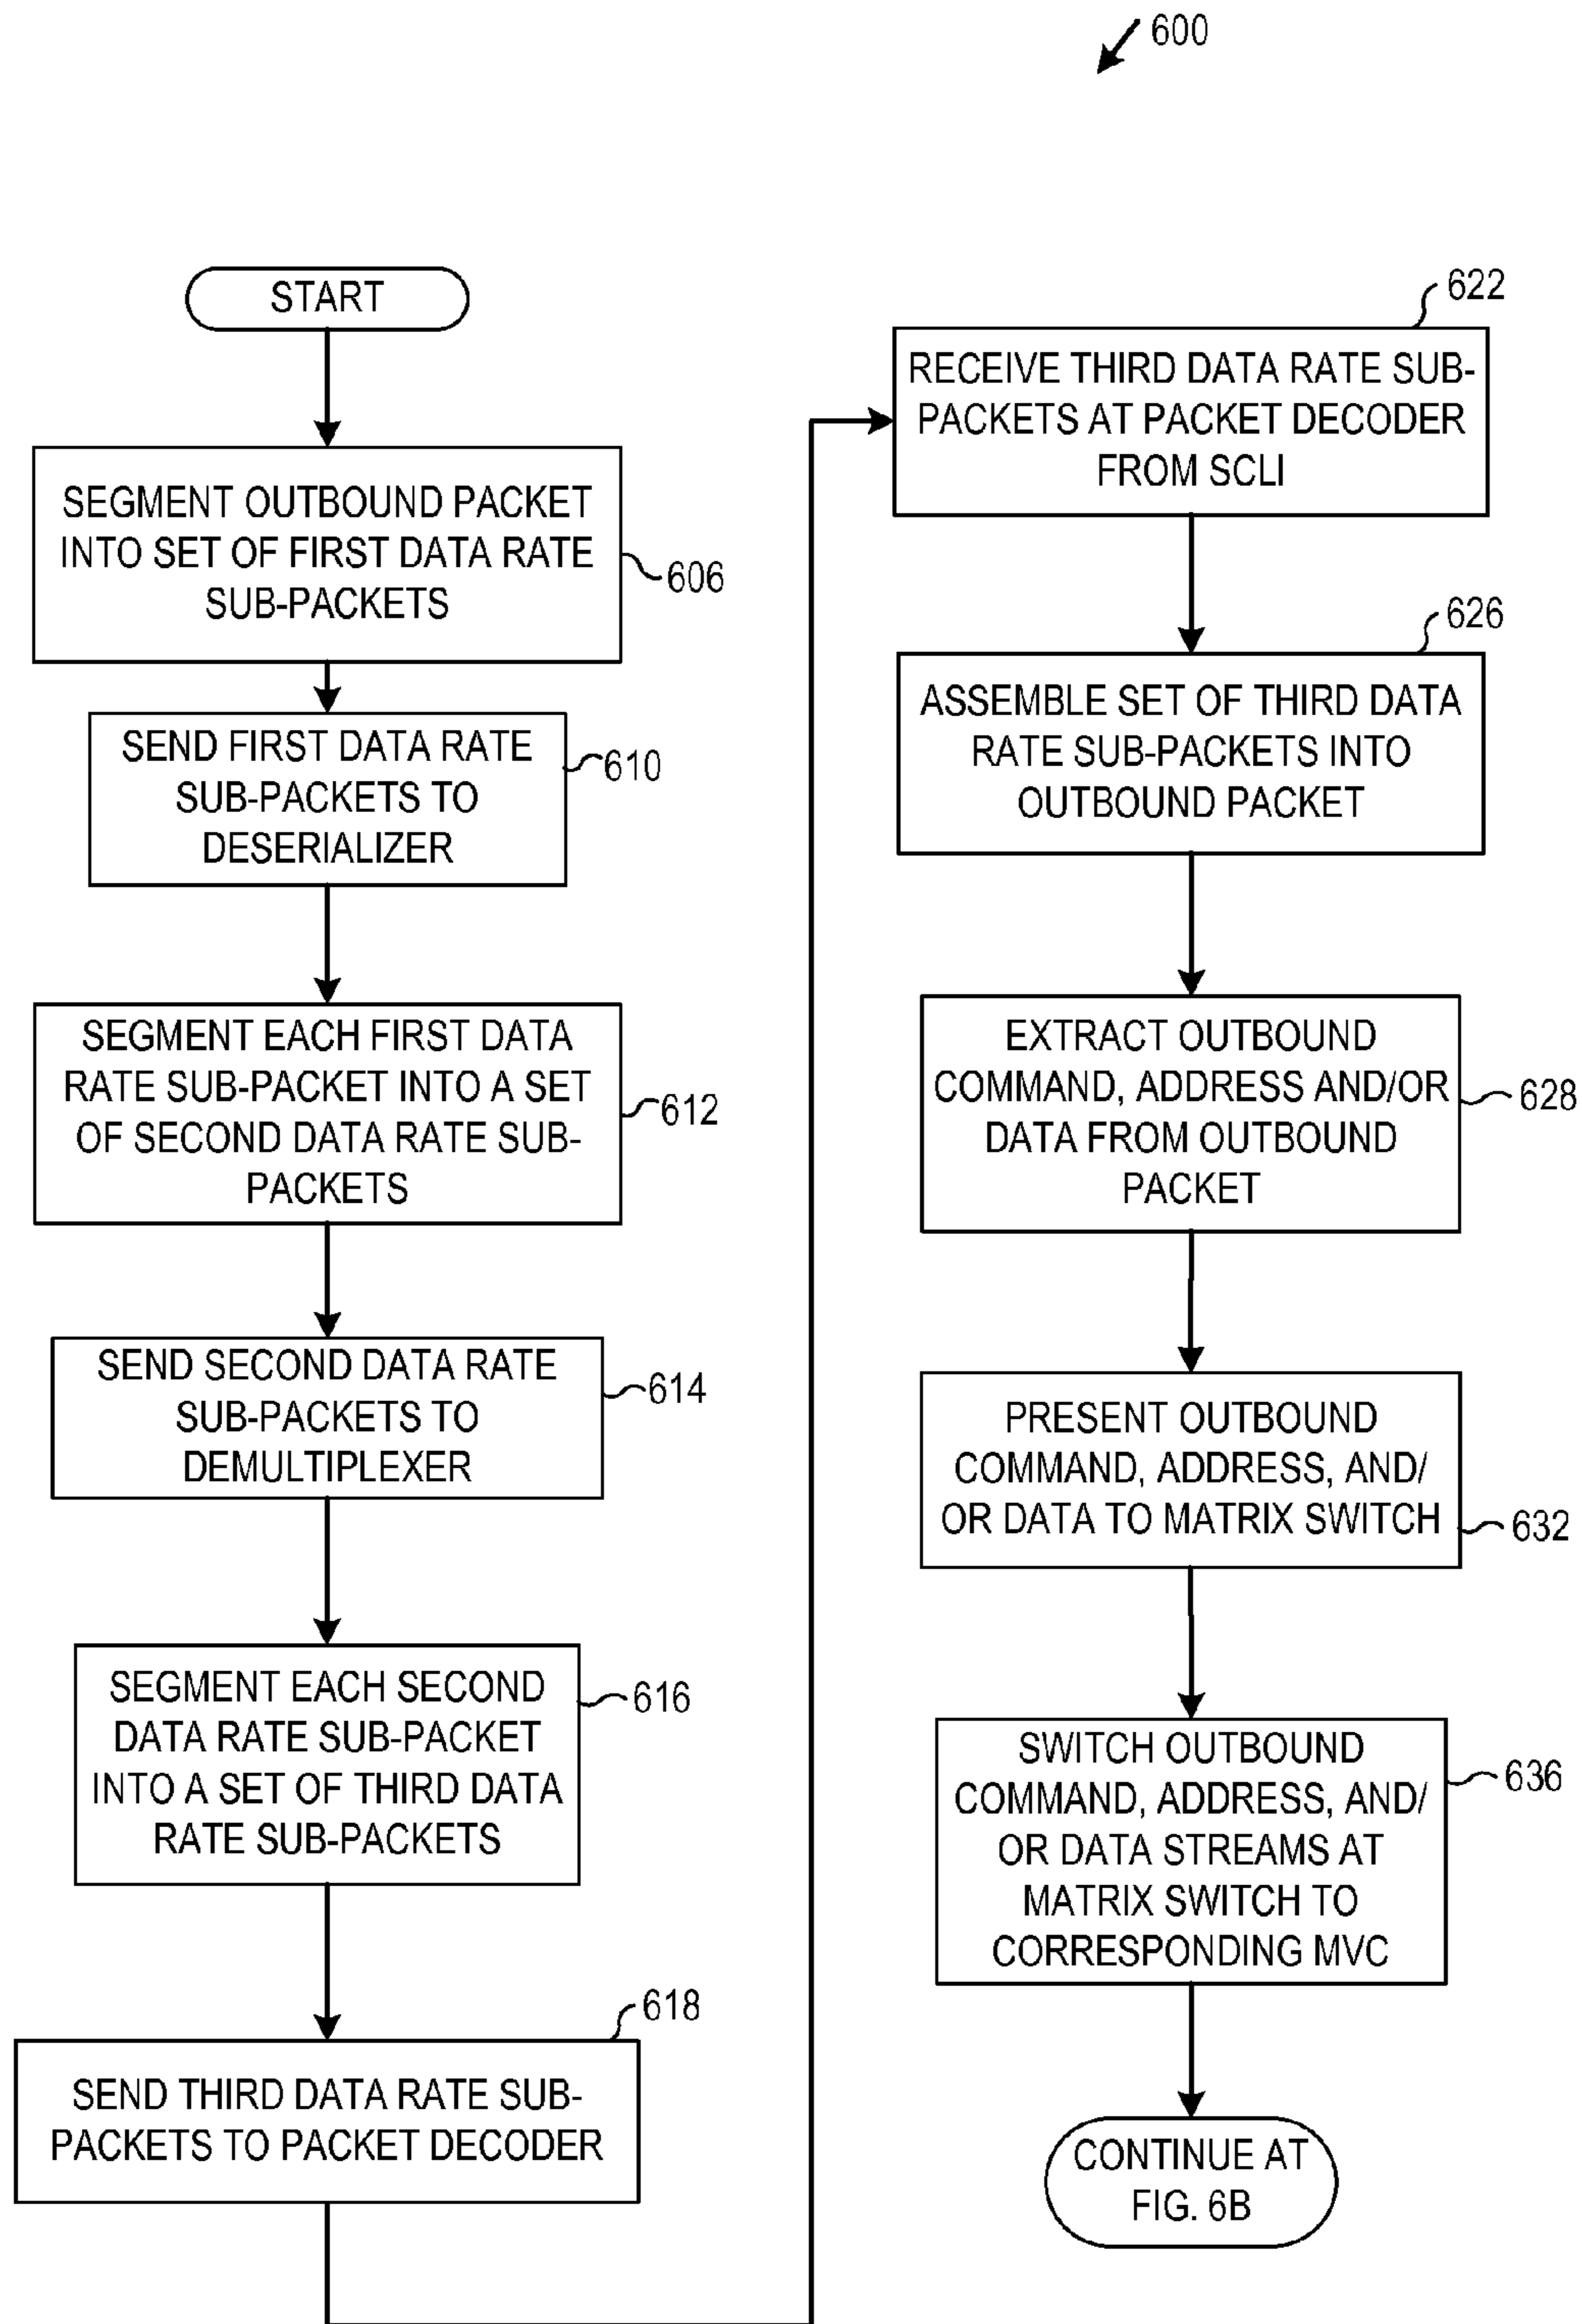 600
START
SEGMENT OUTBOUND PACKET
INTO SET OF FIRST DATA RATE
SUB-PACKETS
606
SEND FIRST DATA RATE
SUB-PACKETS TO
DESERIALIZER
610
SEGMENT EACH FIRST DATA
RATE SUB-PACKET INTO A SET
OF SECOND DATA RATE SUB-
PACKETS
612
SEND SECOND DATA RATE
SUB-PACKETS TO
DEMULTIPLEXER
614
SEGMENT EACH SECOND
DATA RATE SUB-PACKET
INTO A SET OF THIRD DATA
RATE SUB-PACKETS
616
SEND THIRD DATA RATE SUB-
PACKETS TO PACKET DECODER
618
RECEIVE THIRD DATA RATE SUB-
PACKETS AT PACKET DECODER
FROM SCLI
622
ASSEMBLE SET OF THIRD DATA
RATE SUB-PACKETS INTO
OUTBOUND PACKET
626
EXTRACT OUTBOUND
COMMAND, ADDRESS AND/OR
DATA FROM OUTBOUND
PACKET
628
PRESENT OUTBOUND
COMMAND, ADDRESS, AND/
OR DATA TO MATRIX SWITCH
632
SWITCH OUTBOUND
COMMAND, ADDRESS, AND/
OR DATA STREAMS AT
MATRIX SWITCH TO
CORRESPONDING MVC
636
CONTINUE AT
FIG. 6B